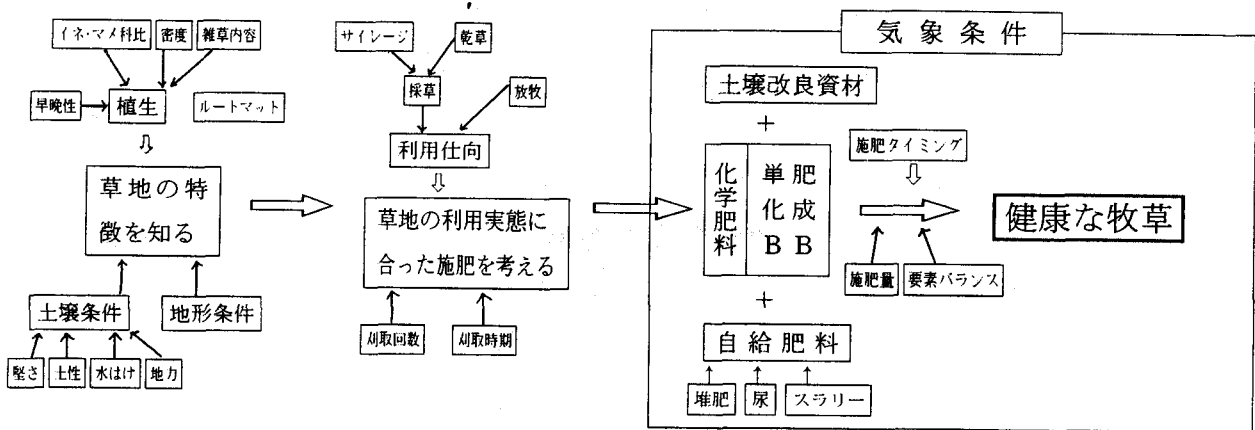 イネ・マメ科比
密度
雑草内容
早晩性
植生
ルートマット
草地の特
徴を知る
土壌条件
地形条件
堅さ
土性
水はけ
地力
サイレージ
乾草
採草
放牧
利用仕向
草地の利用実態に
合った施肥を考える
刈取回数
刈取時期
気象条件
土壌改良資材
+
化学肥料
単肥
化成
BB
+
自給肥料
堆肥
尿
スラリー
施肥タイミング
施肥量
要素バランス
健康な牧草